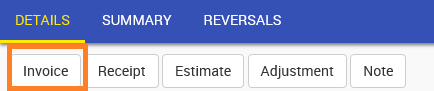 DETAILS SUMMARY REVERSALS
Invoice Receipt Estimate Adjustment Note